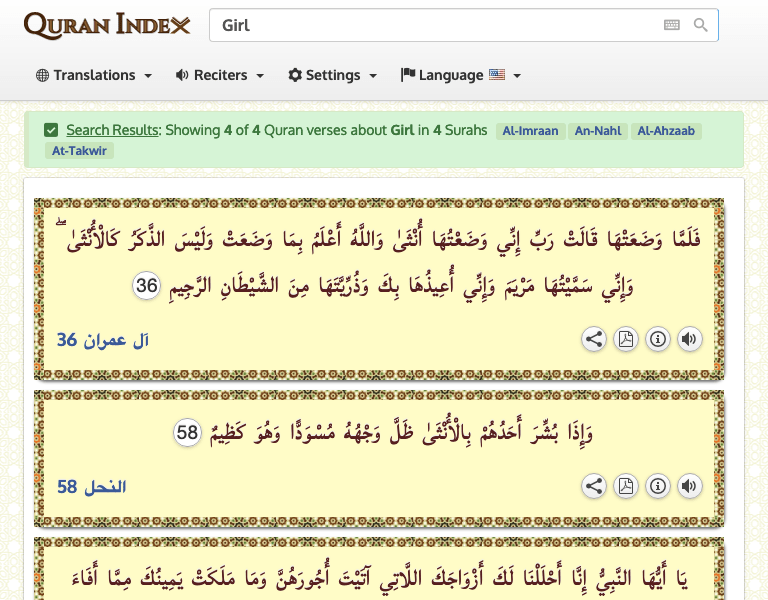 QURAN INDEX
Girl
Translations Reciters Settings Language
Search Results: Showing 4 of 4 Quran verses about Girl in 4 Surahs Al-Imraan An-Nahl Al-Ahzaab
At-Takwir
فَلَمَّا وَضَعَتْهَا قَالَتْ رَبِّ إِنِّي وَضَعْتُهَا أُنْثَىٰ وَاللَّهُ أَعْلَمُ بِمَا وَضَعَتْ وَلَيْسَ الذَّكَرُ كَالْأُنْثَىٰ ۖ
وَإِنِّي سَمَّيْتُهَا مَرْيَمَ وَإِنِّي أُعِيذُهَا بِكَ وَذُرِّيَّتَهَا مِنَ الشَّيْطَانِ الرَّجِيمِ 36
آل عمران 36
وَإِذَا بُشِّرَ أَحَدُهُمْ بِالْأُنْثَىٰ ظَلَّ وَجْهُهُ مُسْوَدًّا وَهُوَ كَظِيمٌ 58
النحل 58
يَا أَيُّهَا النَّبِيُّ إِنَّا أَحْلَلْنَا لَكَ أَزْوَاجَكَ اللَّاتِي آتَيْتَ أُجُورَهُنَّ وَمَا مَلَكَتْ يَمِينُكَ مِمَّا أَفَاءَ